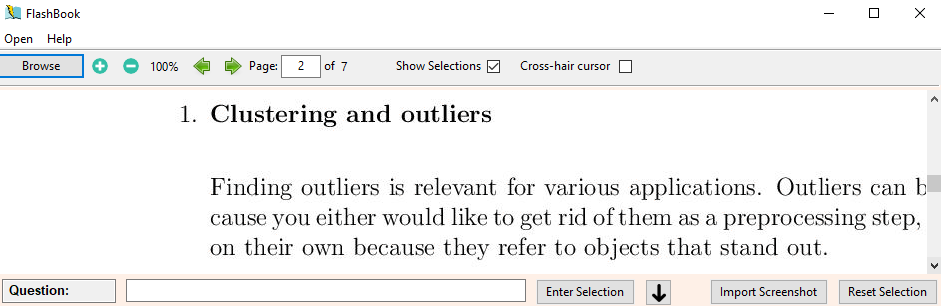 FlashBook
Open Help
Browse 100% Page: 2 of 7 Show Selections Cross-hair cursor
1. Clustering and outliers
Finding outliers is relevant for various applications. Outliers can b
cause you either would like to get rid of them as a preprocessing step,
on their own because they refer to objects that stand out.
Question: Enter Selection Import Screenshot Reset Selection